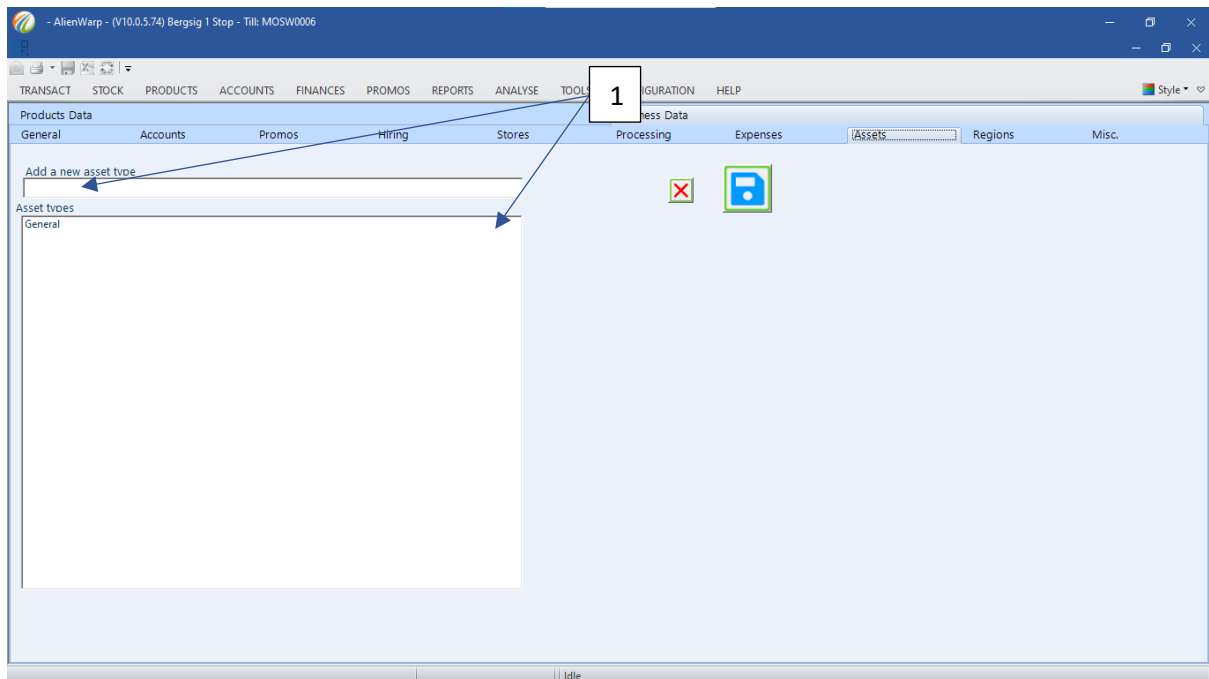 - AlienWarp - (V10.0.5.74) Bergsig 1 Stop - Till: MOSW0006
TRANSACT STOCK PRODUCTS ACCOUNTS FINANCES PROMOS REPORTS ANALYSE TOOLS IGURATION HELP Style
1
Products Data ness Data
General Accounts Promos Hiring Stores Processing Expenses Assets Regions Misc.
Add a new asset type
Asset types
General
Idle